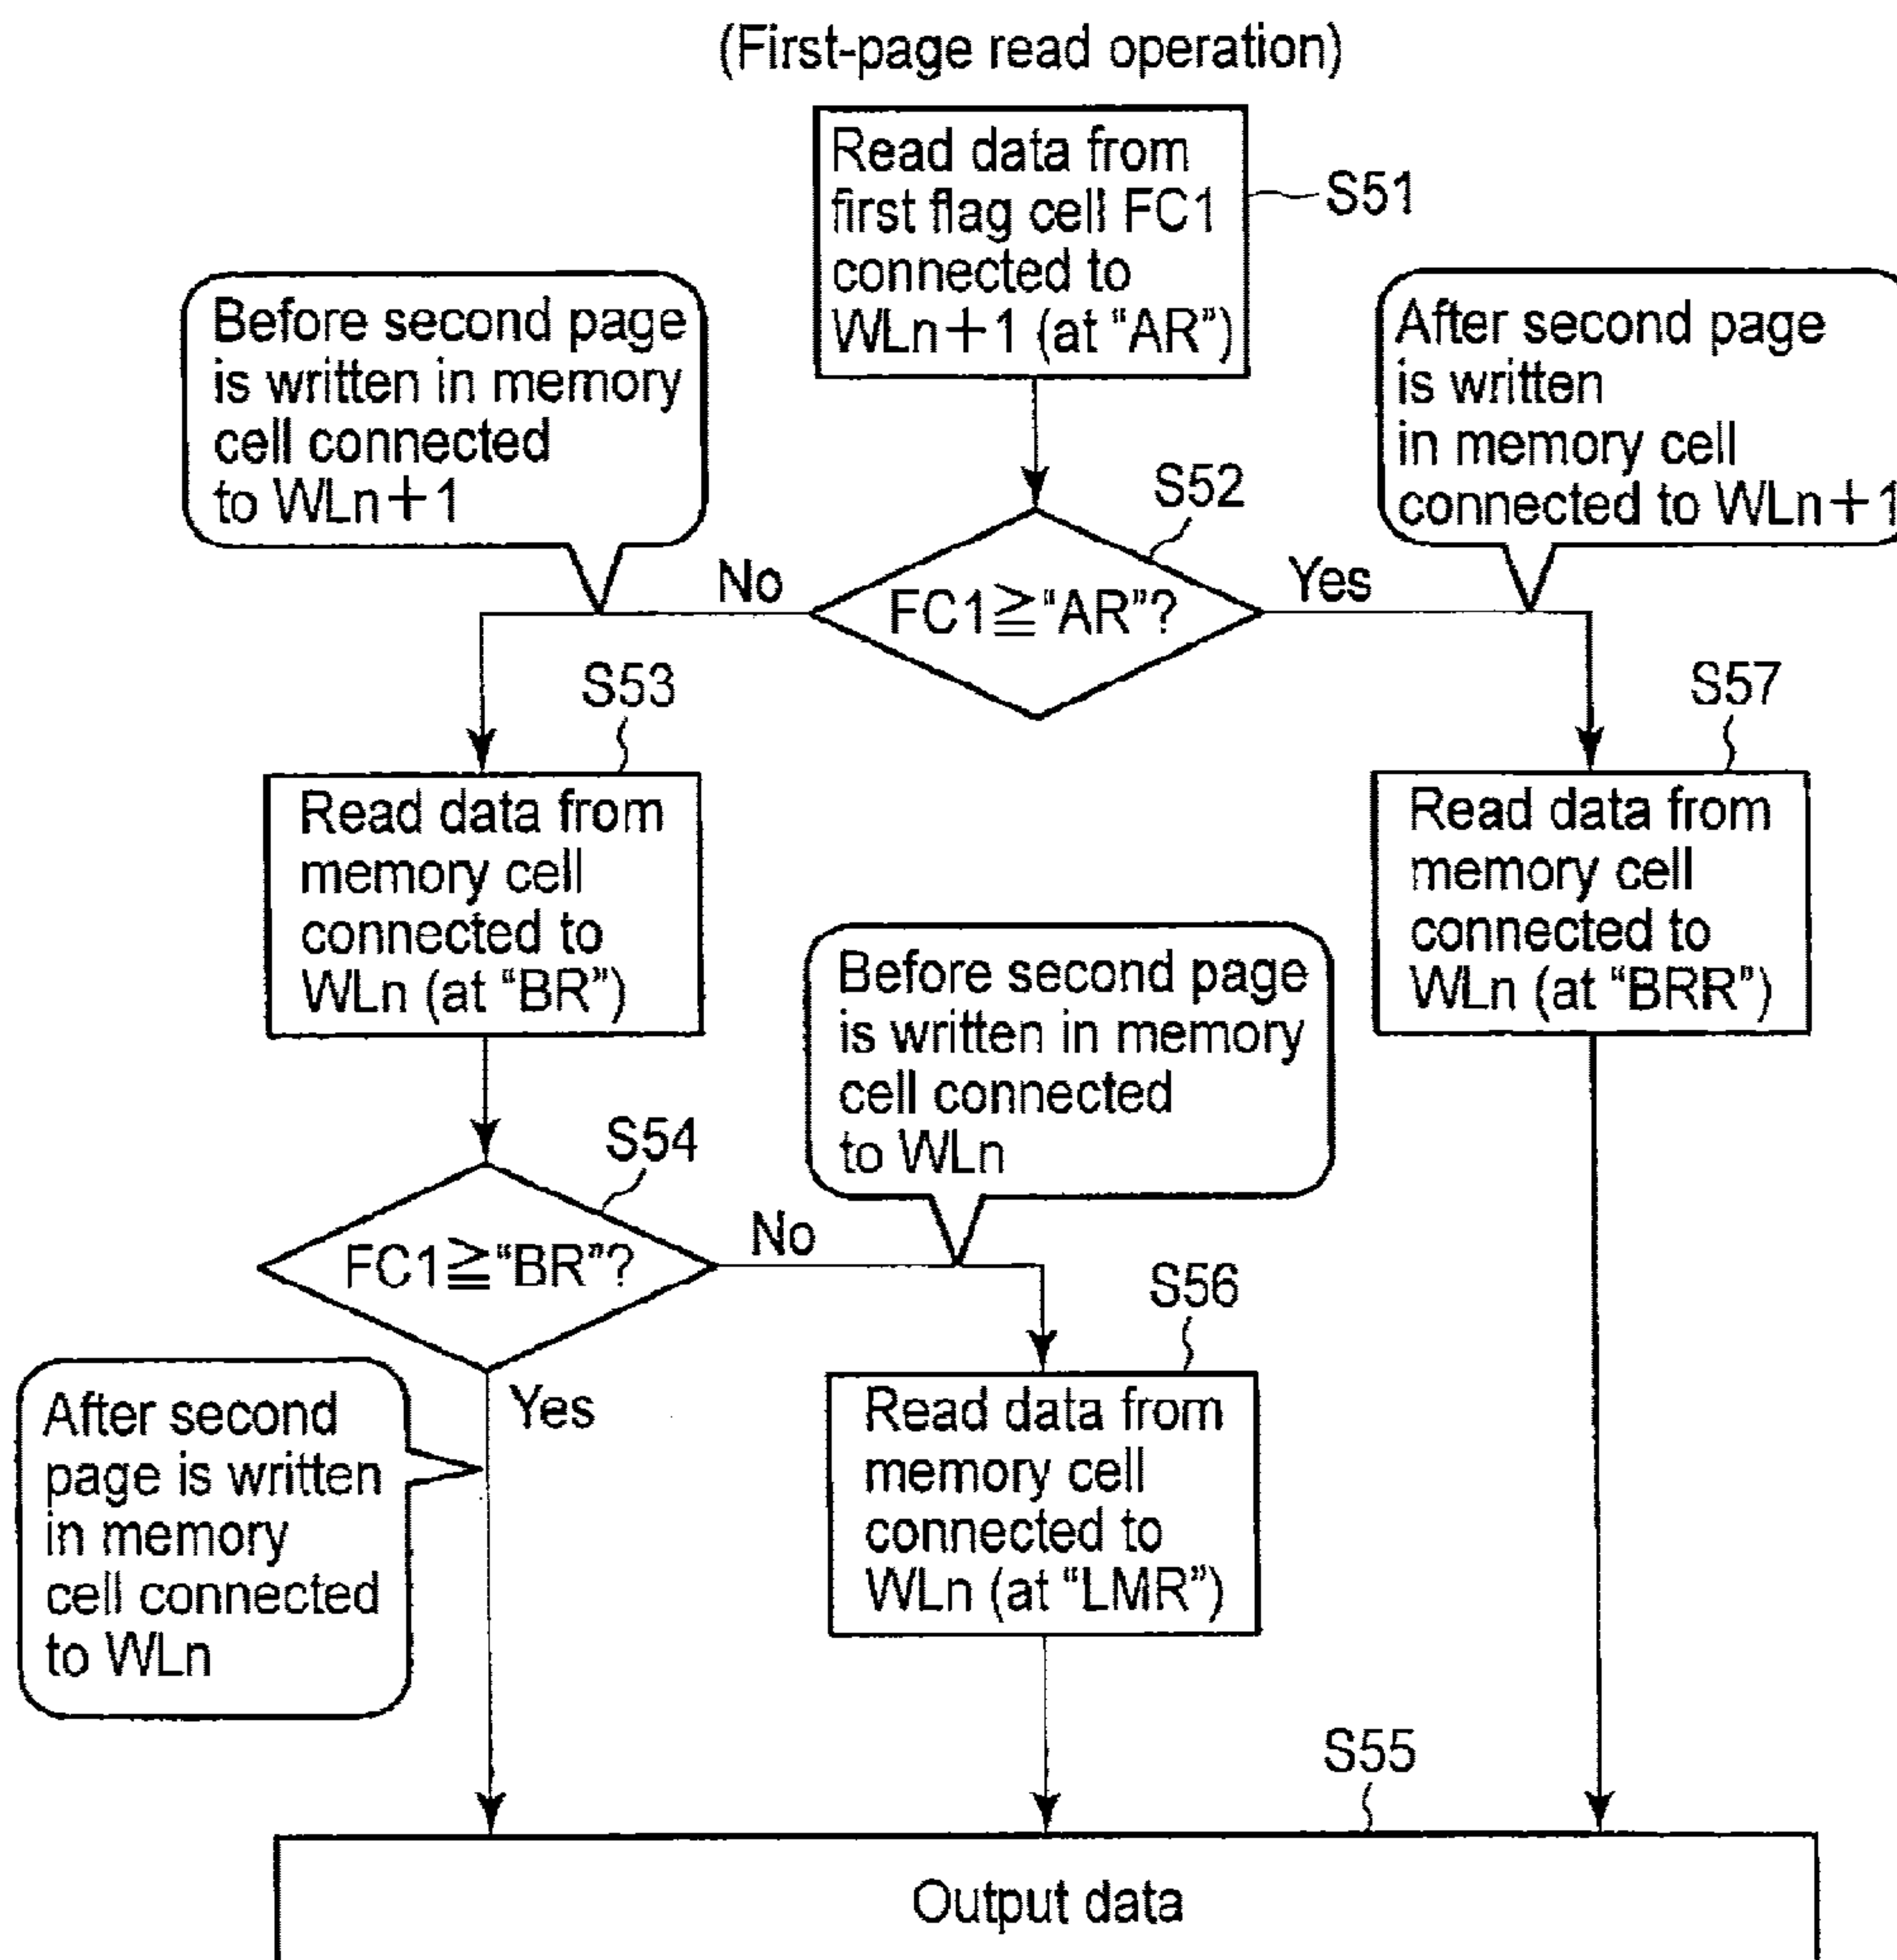 (First-page read operation)
Read data from
first flag cell FC1
connected to
WLn+1 (at “AR”)
S51
Before second page
is written in memory
cell connected
to WLn+1
After second page
is written
in memory cell
connected to WLn+1
S52
No
FC1≧“AR”?
Yes
S53
Read data from
memory cell
connected to
WLn (at “BR”)
S57
Read data from
memory cell
connected to
WLn (at “BRR”)
Before second page
is written in memory
cell connected
to WLn
S54
FC1≧“BR”?
No
Yes
S56
Read data from
memory cell
connected to
WLn (at “LMR”)
After second
page is written
in memory
cell connected
to WLn
S55
Output data